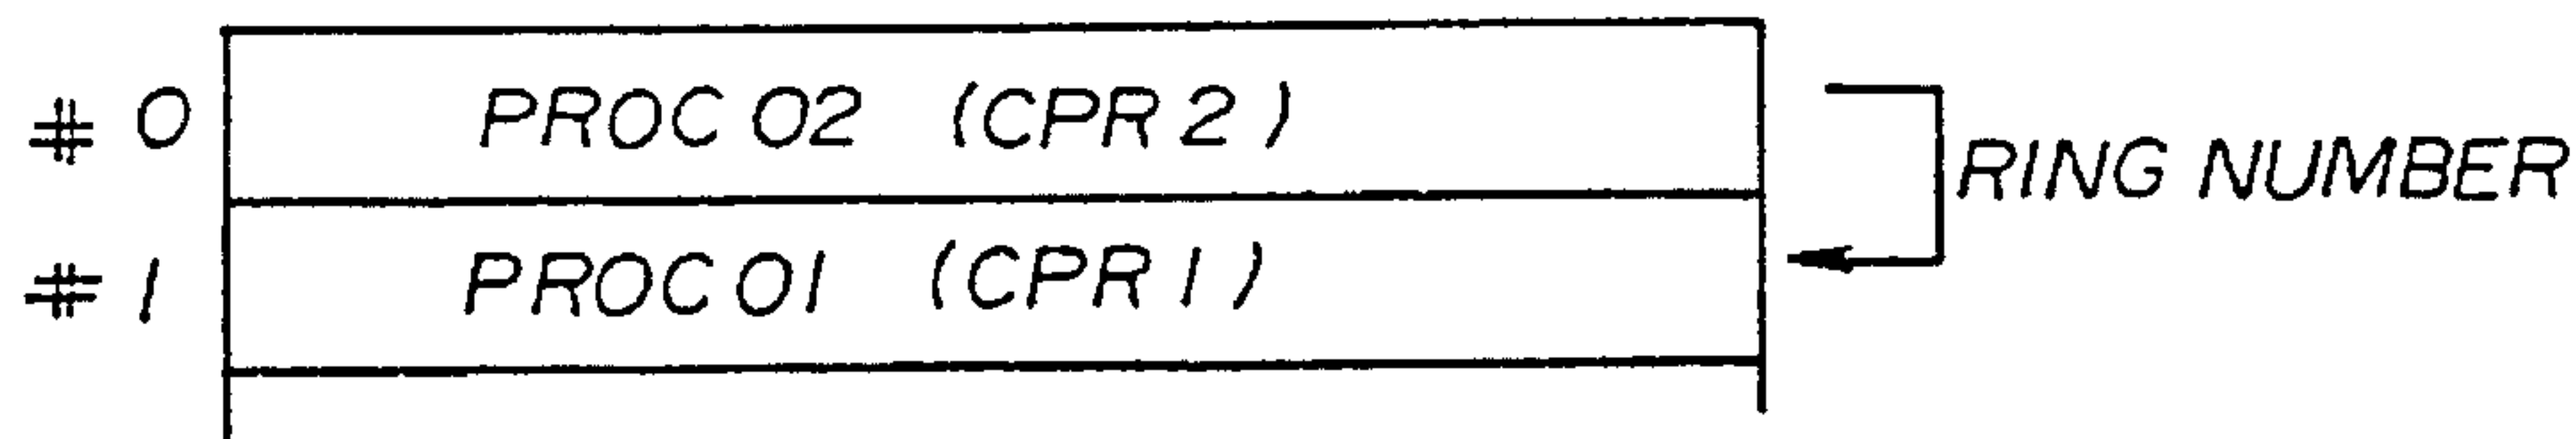 # 0 PROC 02 (CPR 2)
RING NUMBER
# 1 PROC 01 (CPR 1)